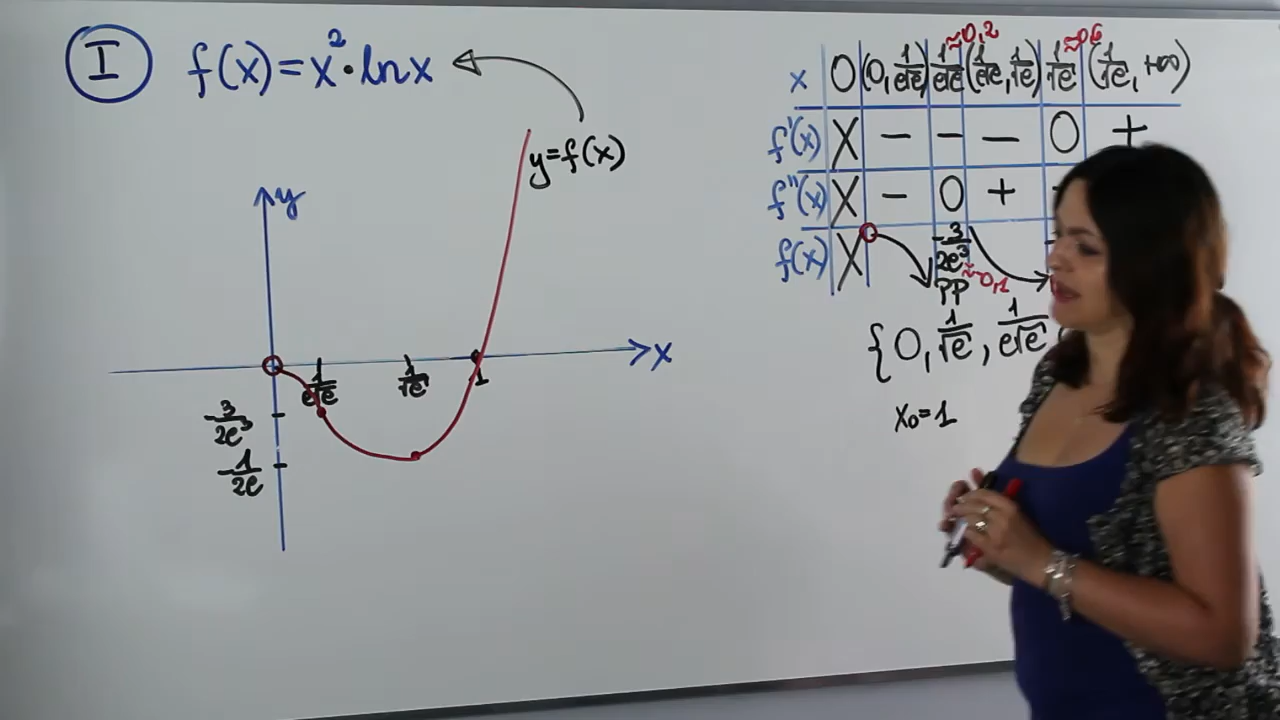 I f(x) = x² · ln x
y = f(x)
y
x
1/(e√e) 1/√e 1
-3/(2e³)
-1/(2e)
≈0,2 ≈0,6
x 0 (0, 1/(e√e)) 1/(e√e) (1/(e√e), 1/√e) 1/√e (1/√e, +∞)
f'(x) X − − − 0 +
f''(x) X − 0 +
f(x) X -3/(2e³)
≈-0,1
PP
{0, 1/√e, 1/(e√e)
x₀ = 1